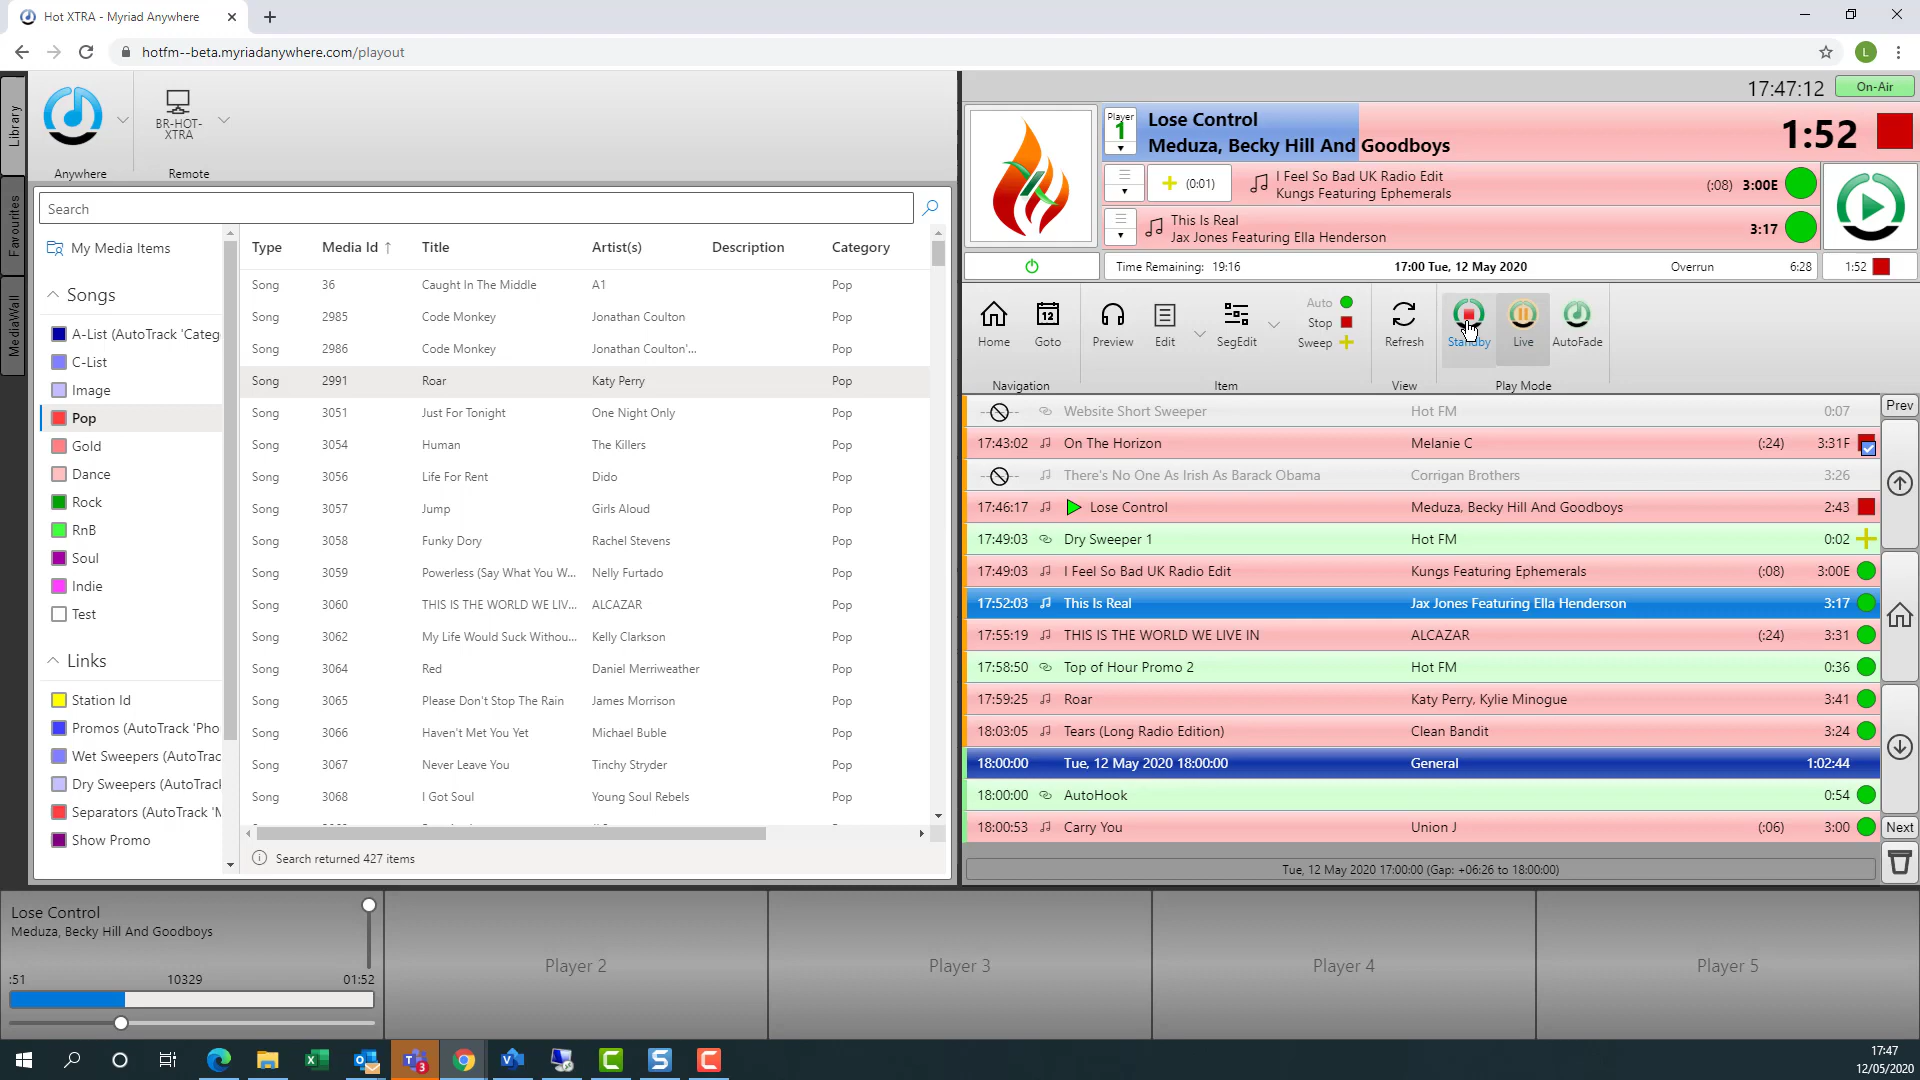 Hot XTRA - Myriad Anywhere
hotfm--beta.myriadanywhere.com/playout
L
Library
Favourites
MediaWall
Anywhere
BR-HOT-
XTRA
Remote
Search
My Media Items
Songs
A-List (AutoTrack 'Categ
C-List
Image
Pop
Gold
Dance
Rock
RnB
Soul
Indie
Test
Links
Station Id
Promos (AutoTrack 'Pho
Wet Sweepers (AutoTrac
Dry Sweepers (AutoTrack
Separators (AutoTrack 'M
Show Promo
Type Media Id ↑ Title Artist(s) Description Category
Song 36 Caught In The Middle A1 Pop
Song 2985 Code Monkey Jonathan Coulton Pop
Song 2986 Code Monkey Jonathan Coulton'... Pop
Song 2991 Roar Katy Perry Pop
Song 3051 Just For Tonight One Night Only Pop
Song 3054 Human The Killers Pop
Song 3056 Life For Rent Dido Pop
Song 3057 Jump Girls Aloud Pop
Song 3058 Funky Dory Rachel Stevens Pop
Song 3059 Powerless (Say What You W... Nelly Furtado Pop
Song 3060 THIS IS THE WORLD WE LIV... ALCAZAR Pop
Song 3062 My Life Would Suck Withou... Kelly Clarkson Pop
Song 3064 Red Daniel Merriweather Pop
Song 3065 Please Don't Stop The Rain James Morrison Pop
Song 3066 Haven't Met You Yet Michael Buble Pop
Song 3067 Never Leave You Tinchy Stryder Pop
Song 3068 I Got Soul Young Soul Rebels Pop
Search returned 427 items
17:47:12 On-Air
Player
1
Lose Control
Meduza, Becky Hill And Goodboys
1:52
(0:01)
I Feel So Bad UK Radio Edit
Kungs Featuring Ephemerals
(:08) 3:00E
This Is Real
Jax Jones Featuring Ella Henderson
3:17
Time Remaining: 19:16 17:00 Tue, 12 May 2020 Overrun 6:28 1:52
Home
12
Goto
Navigation
Preview
Edit
SegEdit
Auto
Stop
Sweep
Item
Refresh
View
Standby
Live
AutoFade
Play Mode
Website Short Sweeper Hot FM 0:07
17:43:02 On The Horizon Melanie C (:24) 3:31F
There's No One As Irish As Barack Obama Corrigan Brothers 3:26
17:46:17 Lose Control Meduza, Becky Hill And Goodboys 2:43
17:49:03 Dry Sweeper 1 Hot FM 0:02
17:49:03 I Feel So Bad UK Radio Edit Kungs Featuring Ephemerals (:08) 3:00E
17:52:03 This Is Real Jax Jones Featuring Ella Henderson 3:17
17:55:19 THIS IS THE WORLD WE LIVE IN ALCAZAR (:24) 3:31
17:58:50 Top of Hour Promo 2 Hot FM 0:36
17:59:25 Roar Katy Perry, Kylie Minogue 3:41
18:03:05 Tears (Long Radio Edition) Clean Bandit 3:24
18:00:00 Tue, 12 May 2020 18:00:00 General 1:02:44
18:00:00 AutoHook 0:54
18:00:53 Carry You Union J (:06) 3:00
Prev
Next
Tue, 12 May 2020 17:00:00 (Gap: +06:26 to 18:00:00)
Lose Control
Meduza, Becky Hill And Goodboys
:51 10329 01:52
Player 2
Player 3
Player 4
Player 5
3
17:47
12/05/2020